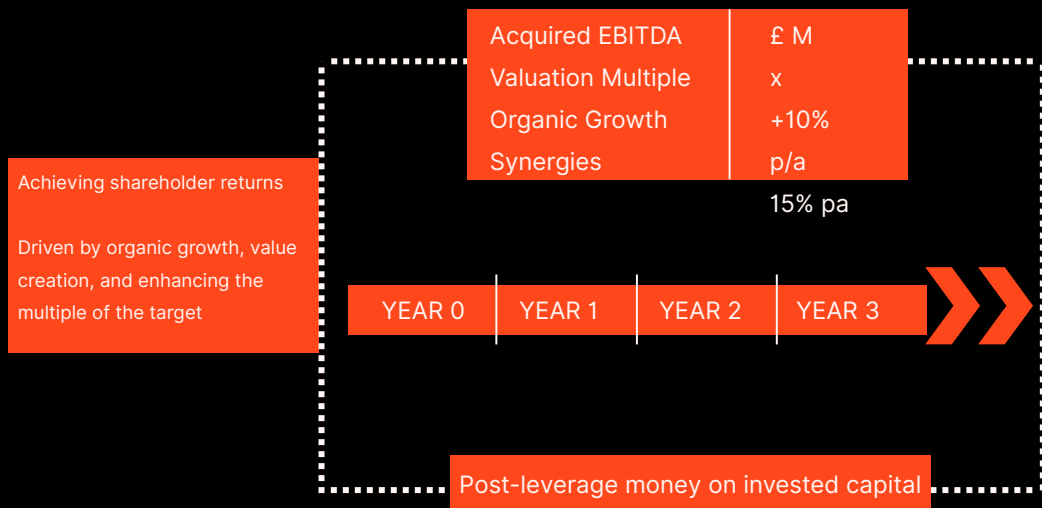 Acquired EBITDA
£ M
Valuation Multiple
x
Organic Growth
+10%
Synergies
p/a
15% pa
Achieving shareholder returns
Driven by organic growth, value
creation, and enhancing the
multiple of the target
YEAR 0
YEAR 1
YEAR 2
YEAR 3
Post-leverage money on invested capital